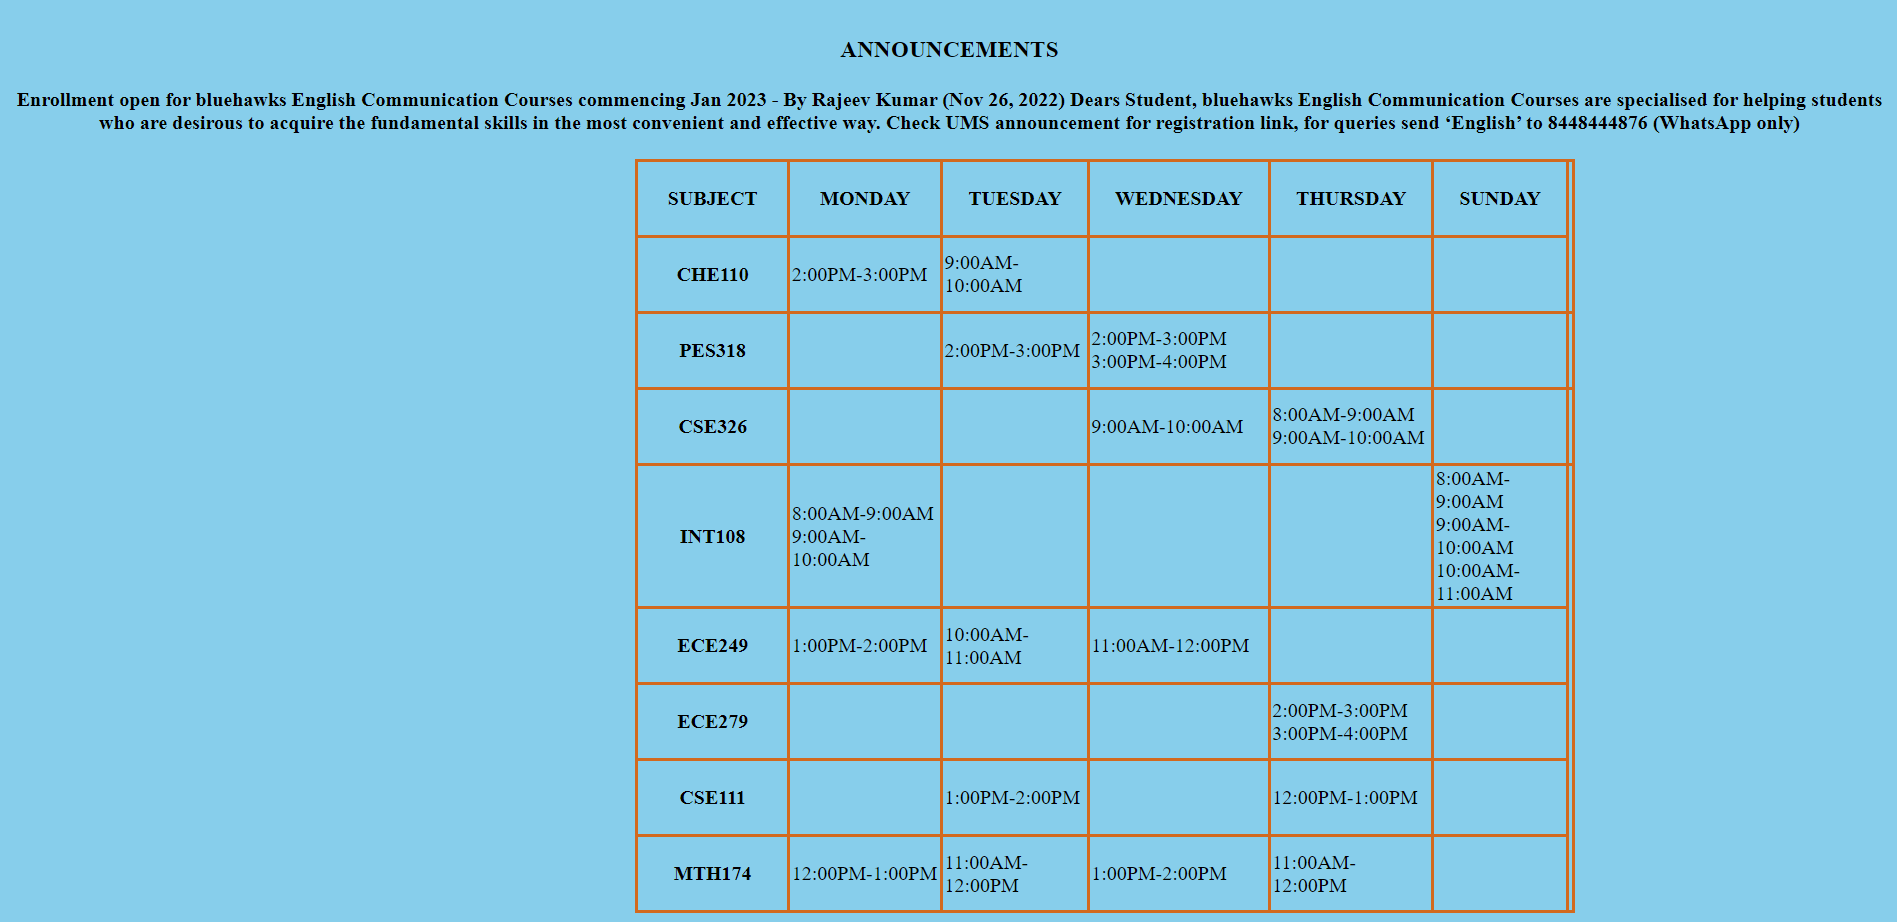 ANNOUNCEMENTS
Enrollment open for bluehawks English Communication Courses commencing Jan 2023 - By Rajeev Kumar (Nov 26, 2022) Dears Student, bluehawks English Communication Courses are specialised for helping students
who are desirous to acquire the fundamental skills in the most convenient and effective way. Check UMS announcement for registration link, for queries send ‘English’ to 8448444876 (WhatsApp only)
SUBJECT MONDAY TUESDAY WEDNESDAY THURSDAY SUNDAY
CHE110 2:00PM-3:00PM 9:00AM-
10:00AM
PES318 2:00PM-3:00PM 2:00PM-3:00PM
3:00PM-4:00PM
CSE326 9:00AM-10:00AM 8:00AM-9:00AM
9:00AM-10:00AM
INT108 8:00AM-9:00AM
9:00AM-
10:00AM
8:00AM-
9:00AM
9:00AM-
10:00AM
10:00AM-
11:00AM
ECE249 1:00PM-2:00PM 10:00AM-
11:00AM
11:00AM-12:00PM
ECE279 2:00PM-3:00PM
3:00PM-4:00PM
CSE111 1:00PM-2:00PM 12:00PM-1:00PM
MTH174 12:00PM-1:00PM 11:00AM-
12:00PM
1:00PM-2:00PM 11:00AM-
12:00PM